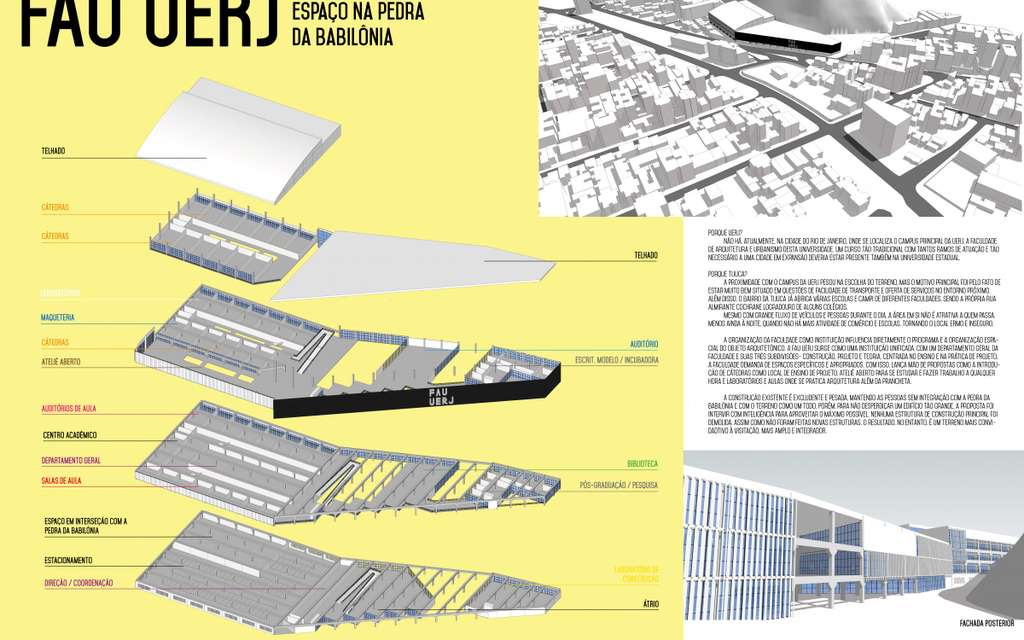 FAU UERJ
ESPAÇO NA PEDRA
DA BABILÔNIA
TELHADO
CÁTEDRAS
CÁTEDRAS
TELHADO
LABORATÓRIOS
MAQUETERIA
CÁTEDRAS
ATELIÊ ABERTO
AUDITÓRIO
ESCRIT. MODELO / INCUBADORA
FAU
UERJ
AUDITÓRIOS DE AULA
CENTRO ACADÊMICO
DEPARTAMENTO GERAL
SALAS DE AULA
BIBLIOTECA
PÓS-GRADUAÇÃO / PESQUISA
ESPAÇO EM INTERSEÇÃO COM A
PEDRA DA BABILÔNIA
ESTACIONAMENTO
DIREÇÃO / COORDENAÇÃO
LABORATÓRIO DE
CONSTRUÇÃO
ÁTRIO
PORQUE UERJ?
NÃO HÁ, ATUALMENTE, NA CIDADE DO RIO DE JANEIRO, ONDE SE LOCALIZA O CAMPUS PRINCIPAL DA UERJ, A FACULDADE
DE ARQUITETURA E URBANISMO DESTA UNIVERSIDADE. UM CURSO TÃO TRADICIONAL COM TANTOS RAMOS DE ATUAÇÃO E TÃO
NECESSÁRIO A UMA CIDADE EM EXPANSÃO DEVERIA ESTAR PRESENTE TAMBÉM NA UNIVERSIDADE ESTADUAL.
PORQUE TIJUCA?
A PROXIMIDADE COM O CAMPUS DA UERJ PESOU NA ESCOLHA DO TERRENO, MAS O MOTIVO PRINCIPAL FOI PELO FATO DE
ESTAR MUITO BEM SITUADO EM QUESTÕES DE FACILIDADE DE TRANSPORTE E OFERTA DE SERVIÇOS NO ENTORNO PRÓXIMO.
ALÉM DISSO, O BAIRRO DA TIJUCA JÁ ABRICA VÁRIAS ESCOLAS E CAMPI DE DIFERENTES FACULDADES, SENDO A PRÓPRIA RUA
ALMIRANTE COCHRANE LOGRADOURO DE ALGUNS COLÉGIOS.
MESMO COM GRANDE FLUXO DE VEÍCULOS E PESSOAS DURANTE O DIA, A ÁREA EM SI NÃO É ATRATIVA A QUEM PASSA,
MENOS AINDA À NOITE, QUANDO NÃO HÁ MAIS ATIVIDADE DE COMÉRCIO E ESCOLAS, TORNANDO O LOCAL ERMO E INSEGURO.
A ORGANIZAÇÃO DA FACULDADE COMO INSTITUIÇÃO INFLUENCIA DIRETAMENTE O PROGRAMA E A ORGANIZAÇÃO ESPA-
CIAL DO OBJETO ARQUITETÔNICO. A FAU UERJ SURGE COMO UMA INSTITUIÇÃO UNIFICADA, COM UM DEPARTAMENTO GERAL DA
FACULDADE E SUAS TRÊS SUBDIVISÕES- CONSTRUÇÃO, PROJETO E TEORIA. CENTRADA NO ENSINO E NA PRÁTICA DE PROJETO,
A FACULDADE DEMANDA DE ESPAÇOS ESPECÍFICOS E APROPRIADOS. COM ISSO, LANÇA MÃO DE PROPOSTAS COMO A INTRODU-
ÇÃO DE CÁTEDRAS COMO LOCAL DE ENSINO DE PROJETO, ATELIÊ ABERTO PARA SE ESTUDAR E FAZER TRABALHO A QUALQUER
HORA E LABORATÓRIOS E AULAS ONDE SE PRATICA ARQUITETURA ALÉM DA PRANCHETA.
A CONSTRUÇÃO EXISTENTE É EXCLUDENTE E PESADA, MANTENDO AS PESSOAS SEM INTEGRAÇÃO COM A PEDRA DA
BABILÔNIA E COM O TERRENO COMO UM TODO, PORÉM, PARA NÃO DESPERDIÇAR UM EDIFÍCIO TÃO GRANDE, A PROPOSTA FOI
INTERVIR COM INTELIGÊNCIA PARA APROVEITAR O MÁXIMO POSSÍVEL. NENHUMA ESTRUTURA DE CONSTRUÇÃO PRINCIPAL FOI
DEMOLIDA, ASSIM COMO NÃO FORAM FEITAS NOVAS ESTRUTURAS. O RESULTADO, NO ENTANTO, É UM TERRENO MAIS CONVI-
DADTIVO À VISITAÇÃO, MAIS AMPLO E INTEGRADOR.
FACHADA POSTERIOR